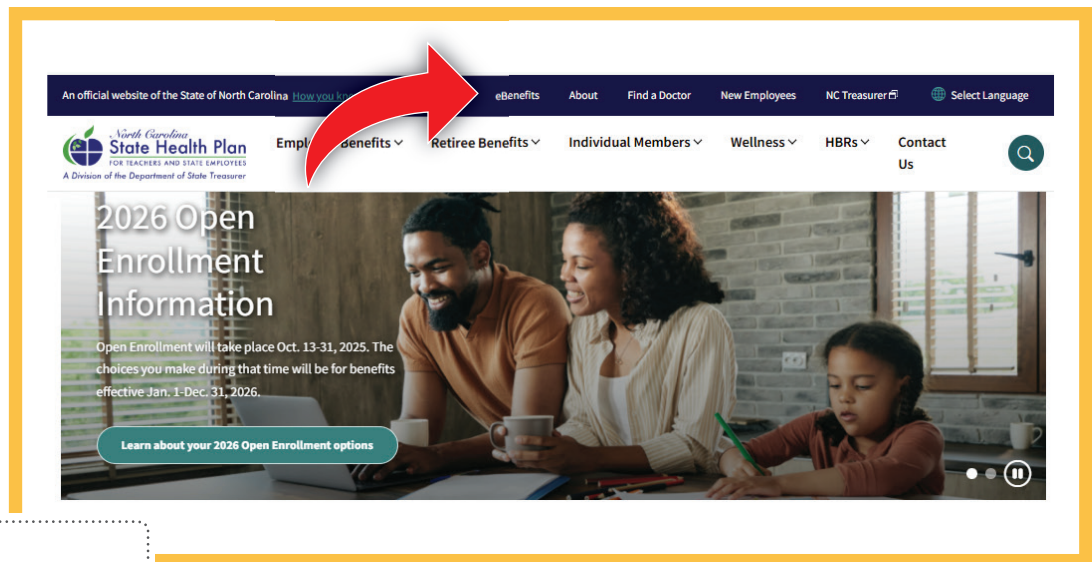 An official website of the State of North Carolina How you kn
eBenefits About Find a Doctor New Employees NC Treasurer Select Language
North Carolina
State Health Plan
FOR TEACHERS AND STATE EMPLOYEES
A Division of the Department of State Treasurer
Empl Benefits Retiree Benefits Individual Members Wellness HBRs Contact
Us
2026 Open
Enrollment
Information
Open Enrollment will take place Oct. 13-31, 2025. The
choices you make during that time will be for benefits
effective Jan. 1-Dec. 31, 2026.
Learn about your 2026 Open Enrollment options